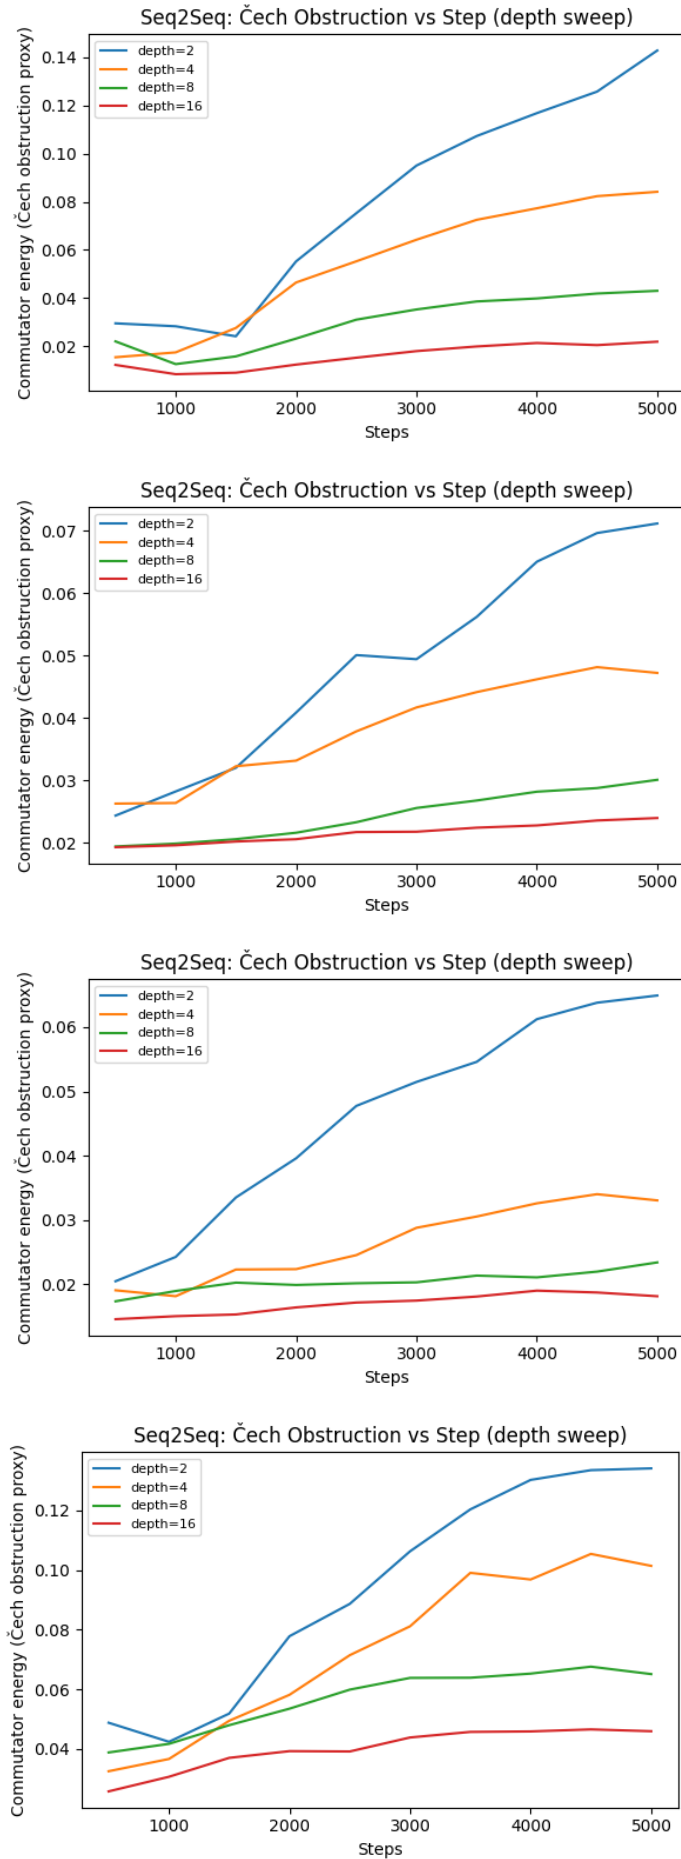 Seq2Seq: Čech Obstruction vs Step (depth sweep)
Commutator energy (Čech obstruction proxy)
depth=2
depth=4
depth=8
depth=16
0.14
0.12
0.10
0.08
0.06
0.04
0.02
1000 2000 3000 4000 5000
Steps
Seq2Seq: Čech Obstruction vs Step (depth sweep)
Commutator energy (Čech obstruction proxy)
depth=2
depth=4
depth=8
depth=16
0.07
0.06
0.05
0.04
0.03
0.02
1000 2000 3000 4000 5000
Steps
Seq2Seq: Čech Obstruction vs Step (depth sweep)
Commutator energy (Čech obstruction proxy)
depth=2
depth=4
depth=8
depth=16
0.06
0.05
0.04
0.03
0.02
1000 2000 3000 4000 5000
Steps
Seq2Seq: Čech Obstruction vs Step (depth sweep)
Commutator energy (Čech obstruction proxy)
depth=2
depth=4
depth=8
depth=16
0.12
0.10
0.08
0.06
0.04
1000 2000 3000 4000 5000
Steps